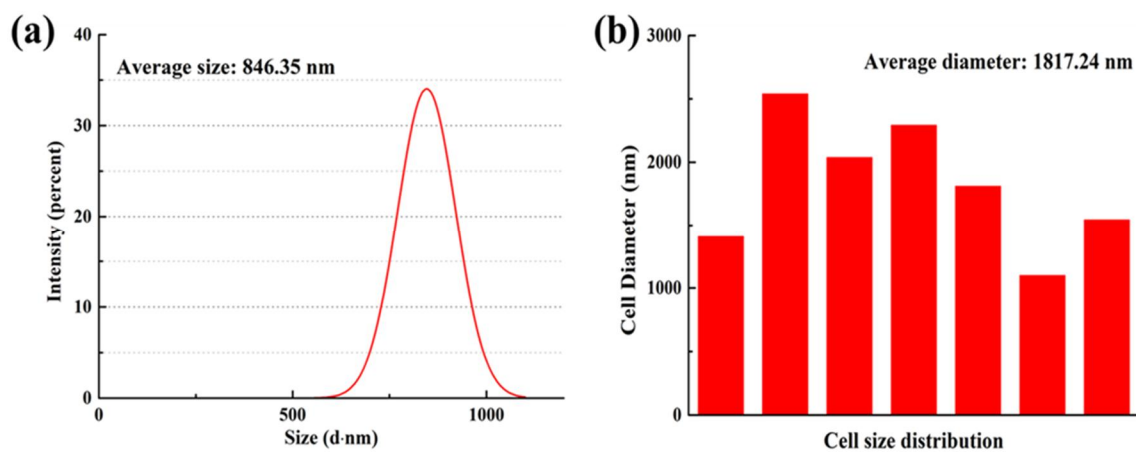 (a)
Average size: 846.35 nm
40
30
20
10
0
Intensity (percent)
0 500 1000
Size (d·nm)
(b)
Average diameter: 1817.24 nm
3000
2000
1000
0
Cell Diameter (nm)
Cell size distribution